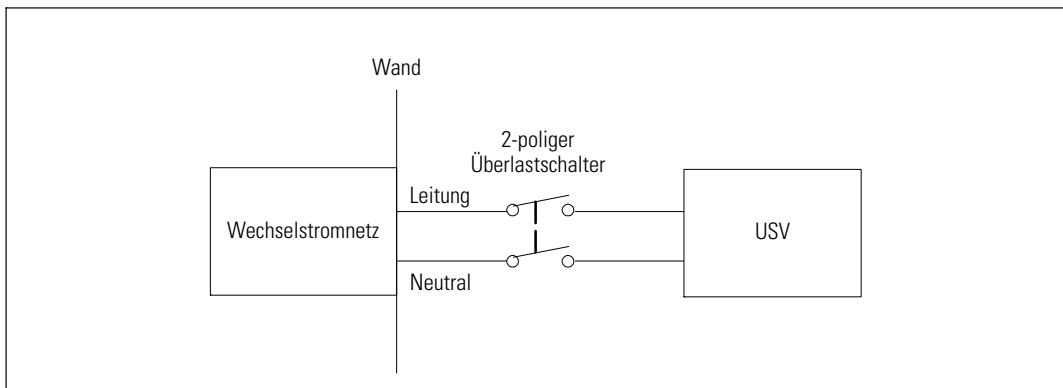 Wand
2-poliger
Überlastschalter
Leitung
Wechselstromnetz
USV
Neutral